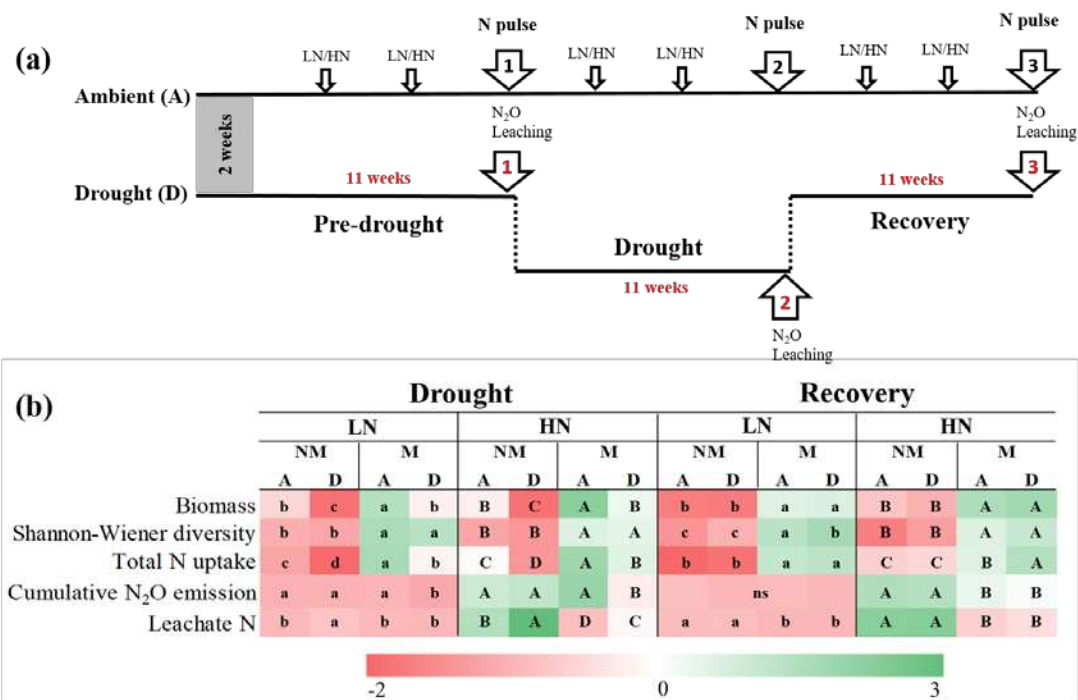 (a)
N pulse N pulse N pulse
LN/HN LN/HN LN/HN LN/HN LN/HN LN/HN
1 2 3
Ambient (A)
2 weeks
N₂O N₂O
Leaching Leaching
1 3
11 weeks 11 weeks
Drought (D)
Pre-drought Recovery
Drought
11 weeks
2
N₂O
Leaching
(b)
Drought Recovery
LN HN LN HN
NM M NM M NM M NM M
A D A D A D A D A D A D A D A D
Biomass b c a b B C A B b b a a B B A A
Shannon-Wiener diversity b b a a B B A A c c a b B B A A
Total N uptake c d a b C D A B b b a a C C B A
Cumulative N₂O emission a a a b A A A B ns A A B B
Leachate N b a b b B A D C a a b b A A B B
-2 0 3